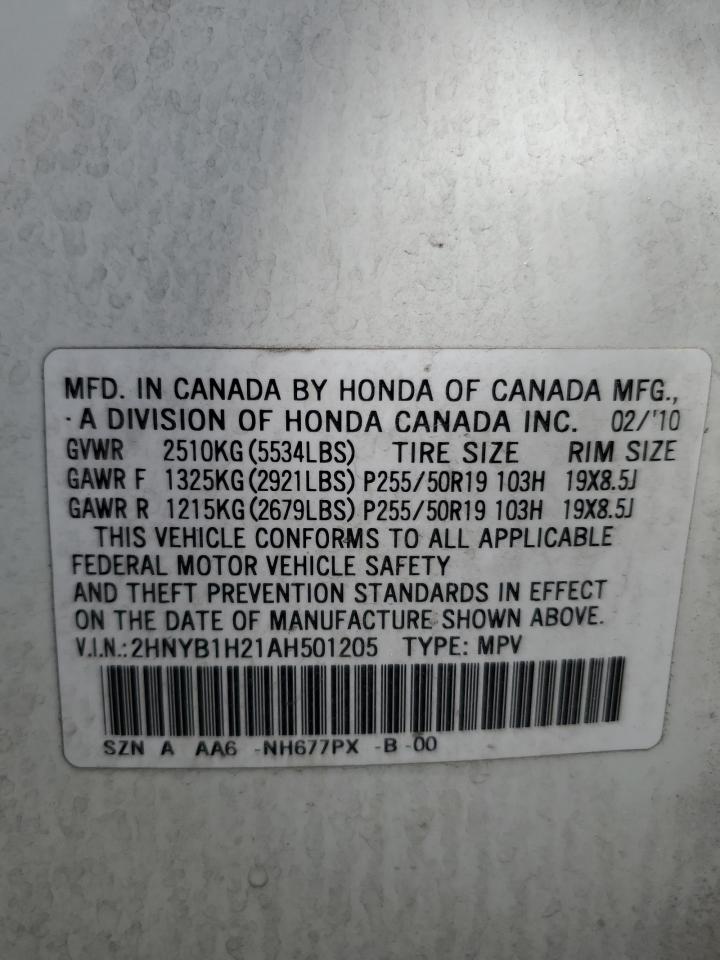 MFD. IN CANADA BY HONDA OF CANADA MFG.,
A DIVISION OF HONDA CANADA INC. 02/'10
GVWR 2510KG(5534LBS) TIRE SIZE RIM SIZE
GAWR F 1325KG(2921LBS) P255/50R19 103H 19X8.5J
GAWR R 1215KG(2679LBS) P255/50R19 103H 19X8.5J
THIS VEHICLE CONFORMS TO ALL APPLICABLE
FEDERAL MOTOR VEHICLE SAFETY
AND THEFT PREVENTION STANDARDS IN EFFECT
ON THE DATE OF MANUFACTURE SHOWN ABOVE.
V.I.N.: 2HNYB1H21AH501205 TYPE: MPV
SZN A AA6 -NH677PX -B -00